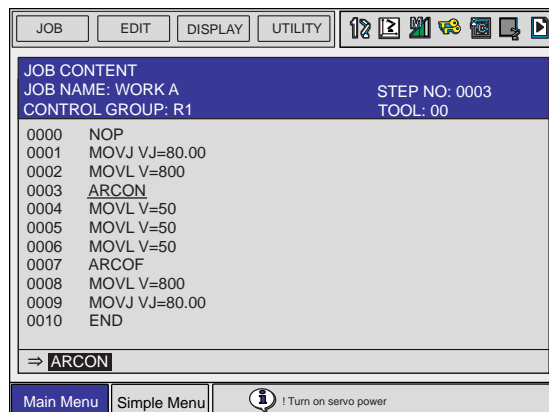 JOB EDIT DISPLAY UTILITY
JOB CONTENT
JOB NAME: WORK A STEP NO: 0003
CONTROL GROUP: R1 TOOL: 00
0000 NOP
0001 MOVJ VJ=80.00
0002 MOVL V=800
0003 ARCON
0004 MOVL V=50
0005 MOVL V=50
0006 MOVL V=50
0007 ARCOF
0008 MOVL V=800
0009 MOVJ VJ=80.00
0010 END
⇒ ARCON
Main Menu Simple Menu ! Turn on servo power